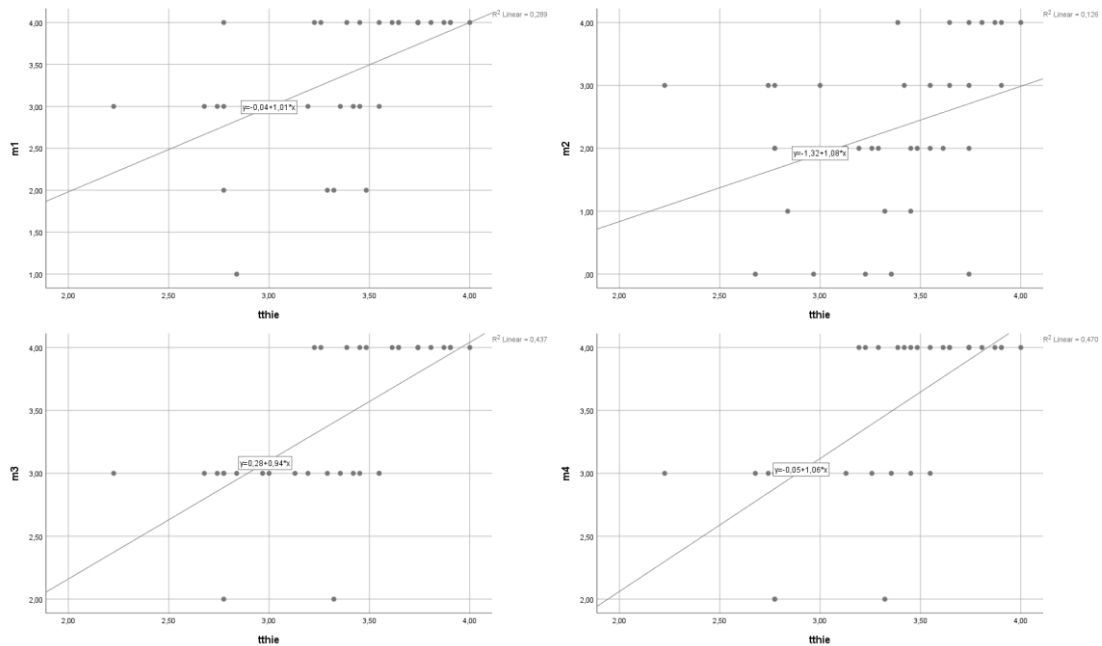 R² Linear = 0,289
4,00
3,50
3,00
2,50
2,00
1,50
1,00
m1
y=-0,04+1,01*x
2,00
2,50
3,00
3,50
4,00
tthie
R² Linear = 0,126
4,00
3,00
2,00
1,00
,00
m2
y=-1,32+1,08*x
2,00
2,50
3,00
3,50
4,00
tthie
R² Linear = 0,437
4,00
3,50
3,00
2,50
2,00
m3
y=0,28+0,94*x
2,00
2,50
3,00
3,50
4,00
tthie
R² Linear = 0,470
4,00
3,50
3,00
2,50
2,00
m4
y=-0,05+1,06*x
2,00
2,50
3,00
3,50
4,00
tthie